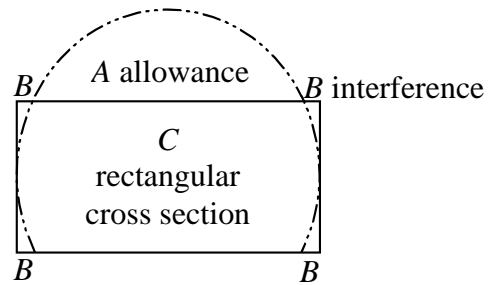 A allowance
B B interference
C
rectangular
cross section
B B